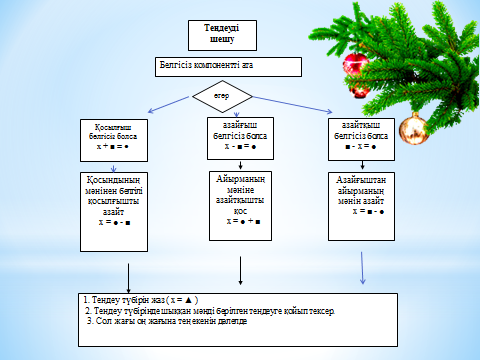 Теңдеуді
шешу
Белгісіз компонентті ата
егер
Қосылғыш
белгісіз болса
x + ■ = ●
азайғыш
белгісіз болса
x - ■ = ●
азайтқыш
белгісіз болса
■ - x = ●
Қосындының
мәнінен белгілі
қосылғышты
азайт
x = ● - ■
Айырманың
мәніне
азайтқышты
қос
x = ● + ■
Азайғыштан
айырманың
мәнін азайт
x = ■ - ●
1. Теңдеу түбірін жаз ( x = ▲ )
2. Теңдеу түбірінде шыққан мәнді берілген теңдеуге қойып тексер.
3. Сол жағы оң жағына тең екенін дәлелде